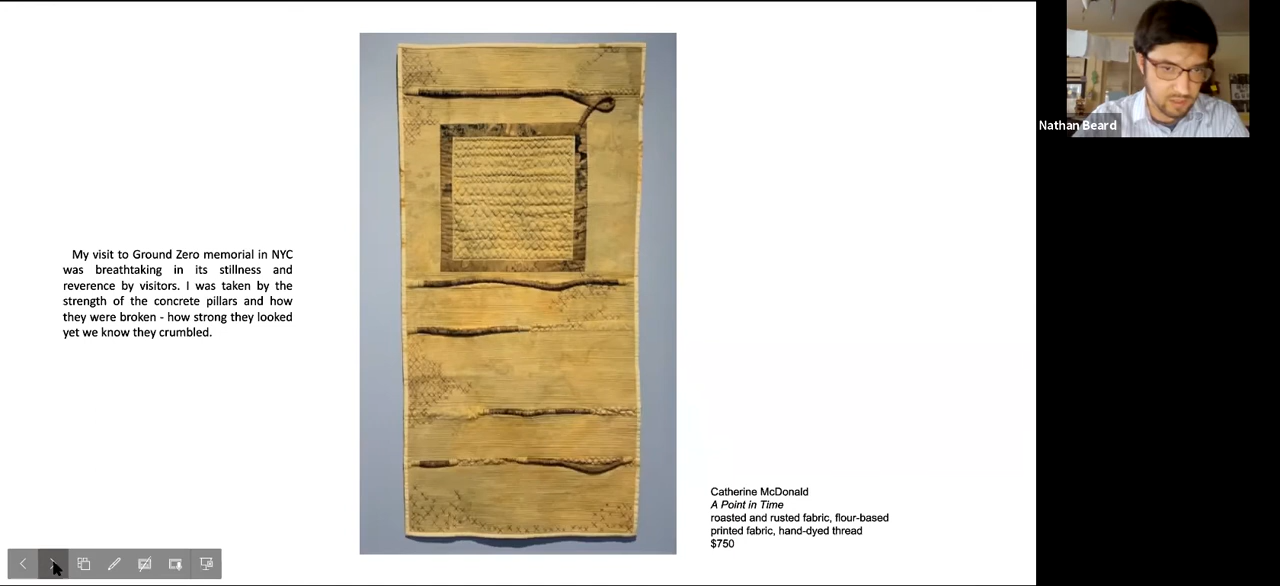 My visit to Ground Zero memorial in NYC
was breathtaking in its stillness and
reverence by visitors. I was taken by the
strength of the concrete pillars and how
they were broken - how strong they looked
yet we know they crumbled.
Catherine McDonald
A Point in Time
roasted and rusted fabric, flour-based
printed fabric, hand-dyed thread
$750
Nathan Beard